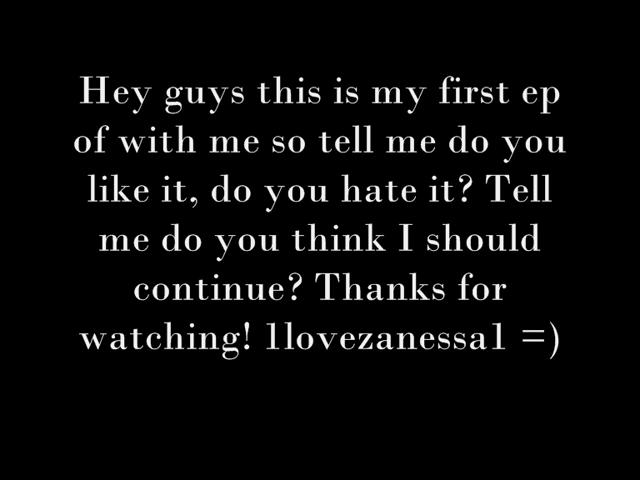 Hey guys this is my first ep
of with me so tell me do you
like it, do you hate it? Tell
me do you think I should
continue? Thanks for
watching! 1lovezanessa1 =)